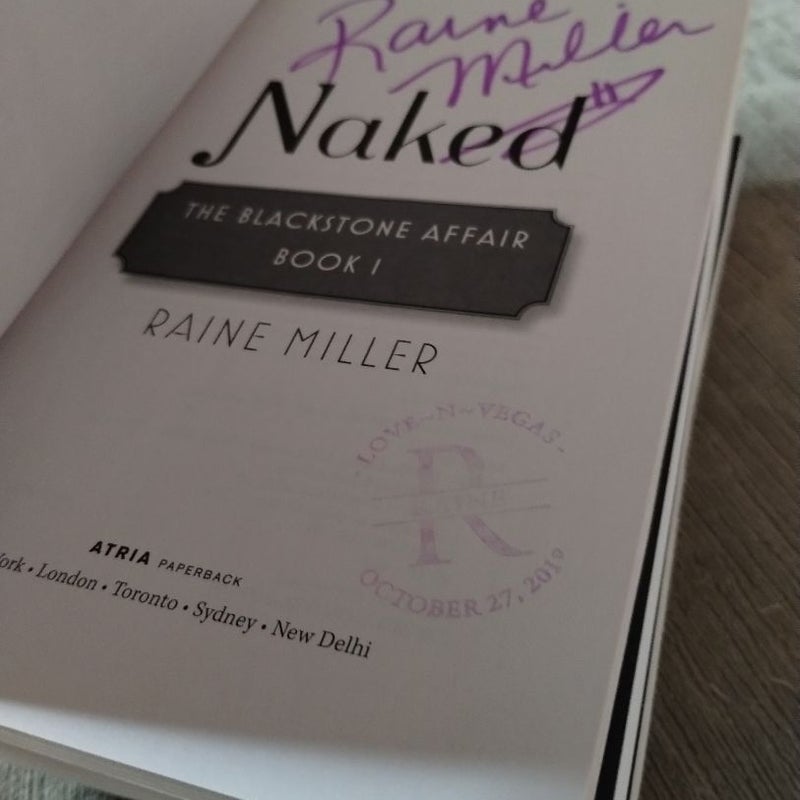 Raine
Miller
Naked
THE BLACKSTONE AFFAIR
BOOK I
RAINE MILLER
LOVE~N~VEGAS
R
RAINE
OCTOBER 27, 2019
ATRIA PAPERBACK
York • London • Toronto • Sydney • New Delhi